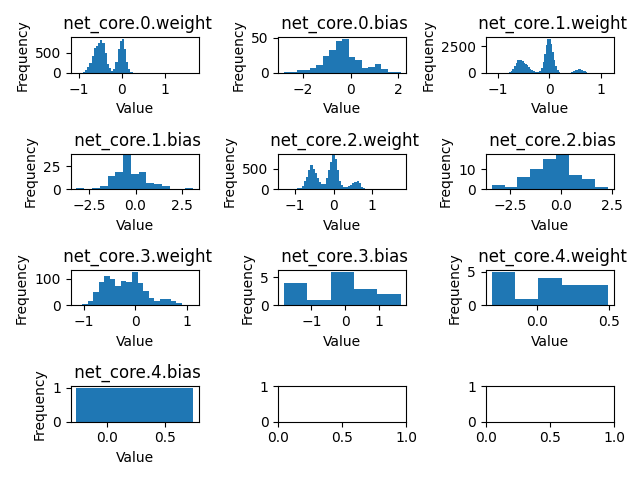 net_core.0.weight
Frequency
500
0
−1
0
1
Value
net_core.0.bias
Frequency
50
0
−2
0
2
Value
net_core.1.weight
Frequency
2500
0
−1
0
1
Value
net_core.1.bias
Frequency
25
0
−2.5
0.0
2.5
Value
net_core.2.weight
Frequency
500
0
−1
0
1
Value
net_core.2.bias
Frequency
10
0
−2.5
0.0
2.5
Value
net_core.3.weight
Frequency
100
0
−1
0
1
Value
net_core.3.bias
Frequency
5
0
−1
0
1
Value
net_core.4.weight
Frequency
5
0
0.0
0.5
Value
net_core.4.bias
Frequency
1
0
0.0
0.5
Value
1
0
0.0
0.5
1.0
1
0
0.0
0.5
1.0